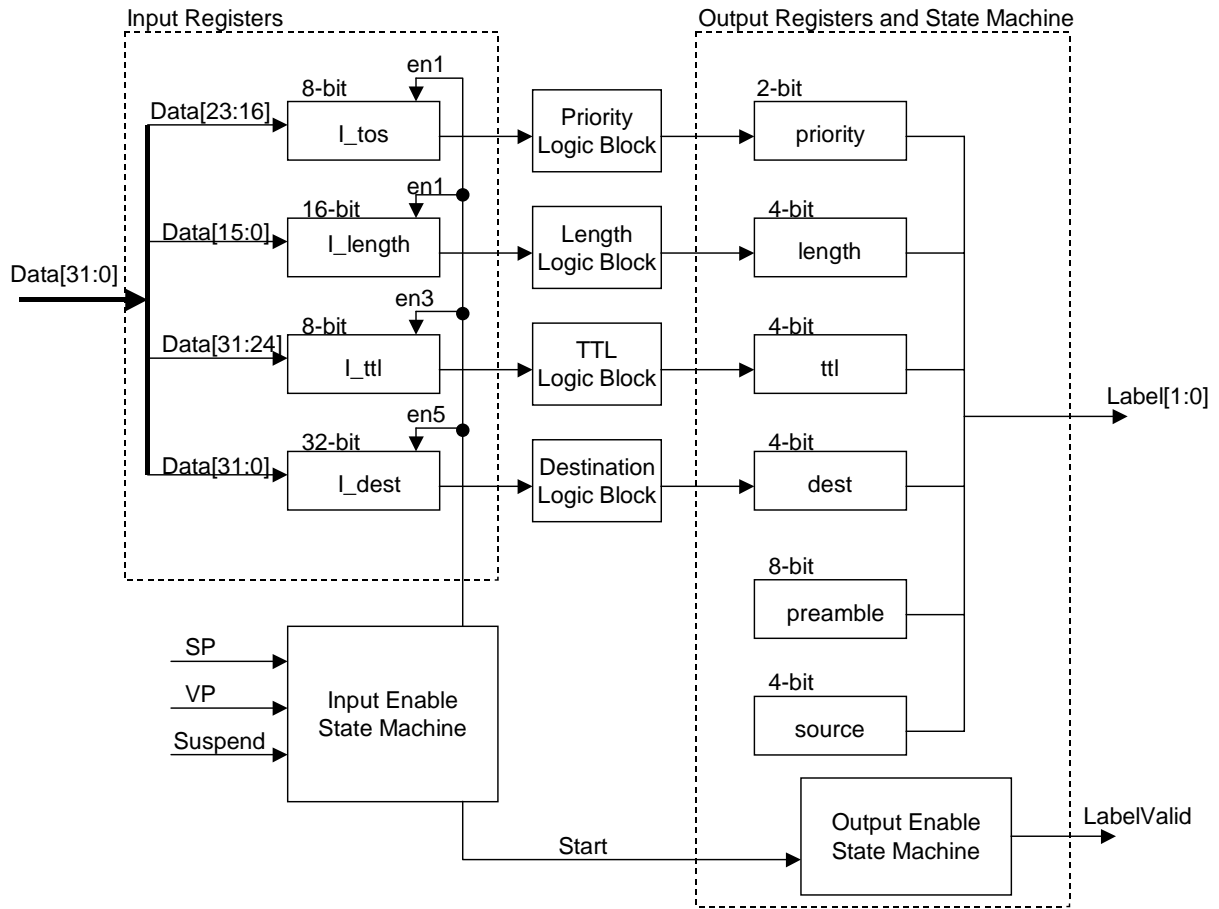 Input Registers
Output Registers and State Machine
en1
8-bit
2-bit
Data[23:16]
I_tos
Priority
Logic Block
priority
en1
16-bit
4-bit
Data[15:0]
I_length
Length
Logic Block
length
Data[31:0]
en3
8-bit
4-bit
Data[31:24]
I_ttl
TTL
Logic Block
ttl
Label[1:0]
en5
32-bit
4-bit
Data[31:0]
I_dest
Destination
Logic Block
dest
8-bit
preamble
SP
VP
Suspend
Input Enable
State Machine
4-bit
source
Start
Output Enable
State Machine
LabelValid